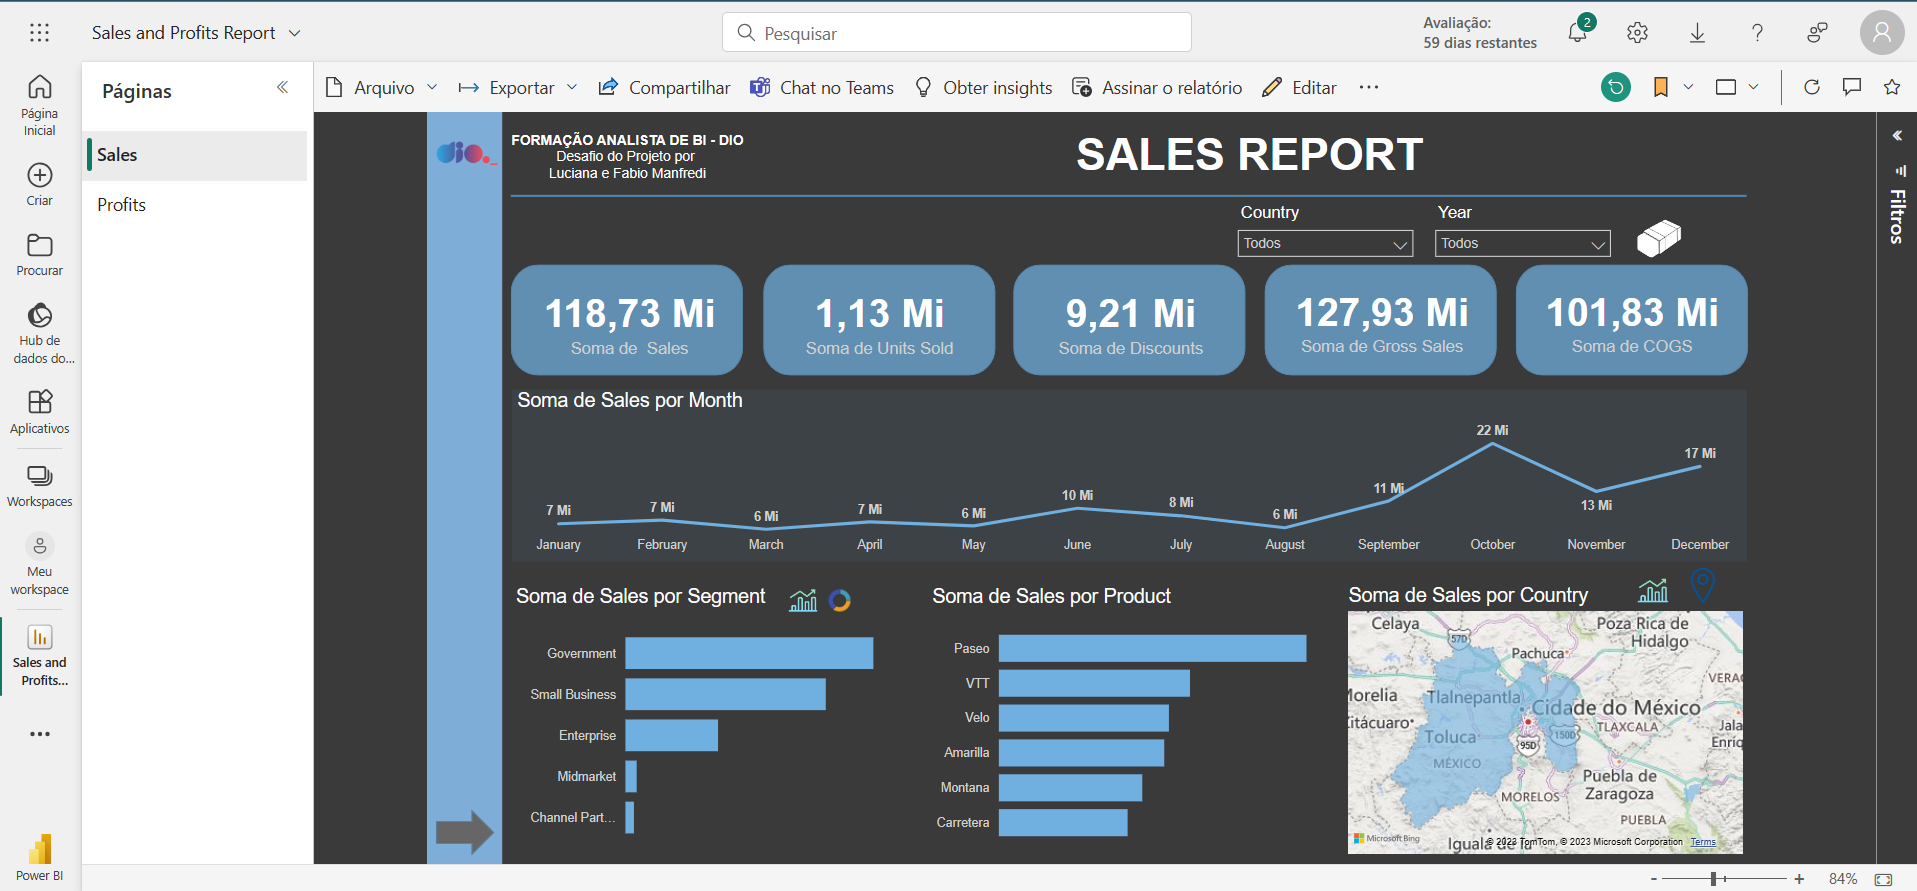 Sales and Profits Report
Pesquisar
Avaliação:
59 dias restantes
2
Página
Inicial
Criar
Procurar
Hub de
dados do...
Aplicativos
Workspaces
Meu
workspace
Sales and
Profits...
Power BI
Páginas
Sales
Profits
Arquivo
Exportar
Compartilhar
Chat no Teams
Obter insights
Assinar o relatório
Editar
dio._
FORMAÇÃO ANALISTA DE BI - DIO
Desafio do Projeto por
Luciana e Fabio Manfredi
SALES REPORT
Country
Todos
Year
Todos
Filtros
118,73 Mi
Soma de  Sales
1,13 Mi
Soma de Units Sold
9,21 Mi
Soma de Discounts
127,93 Mi
Soma de Gross Sales
101,83 Mi
Soma de COGS
Soma de Sales por Month
7 Mi
7 Mi
6 Mi
7 Mi
6 Mi
10 Mi
8 Mi
6 Mi
11 Mi
22 Mi
13 Mi
17 Mi
January
February
March
April
May
June
July
August
September
October
November
December
Soma de Sales por Segment
Government
Small Business
Enterprise
Midmarket
Channel Part...
Soma de Sales por Product
Paseo
VTT
Velo
Amarilla
Montana
Carretera
Soma de Sales por Country
Celaya
57D
Poza Rica de
Hidalgo
Pachuca
VERAC
Morelia
Tlalnepantla
Cidade do México
Zitácuaro
TLAXCALA
Jala
Enríq
Toluca
95D
150D
MÉXICO
Puebla de
Zaragoza
MORELOS
PUEBLA
Microsoft Bing
Iguala de la
© 2023 TomTom, © 2023 Microsoft Corporation
Terms
- + 84%